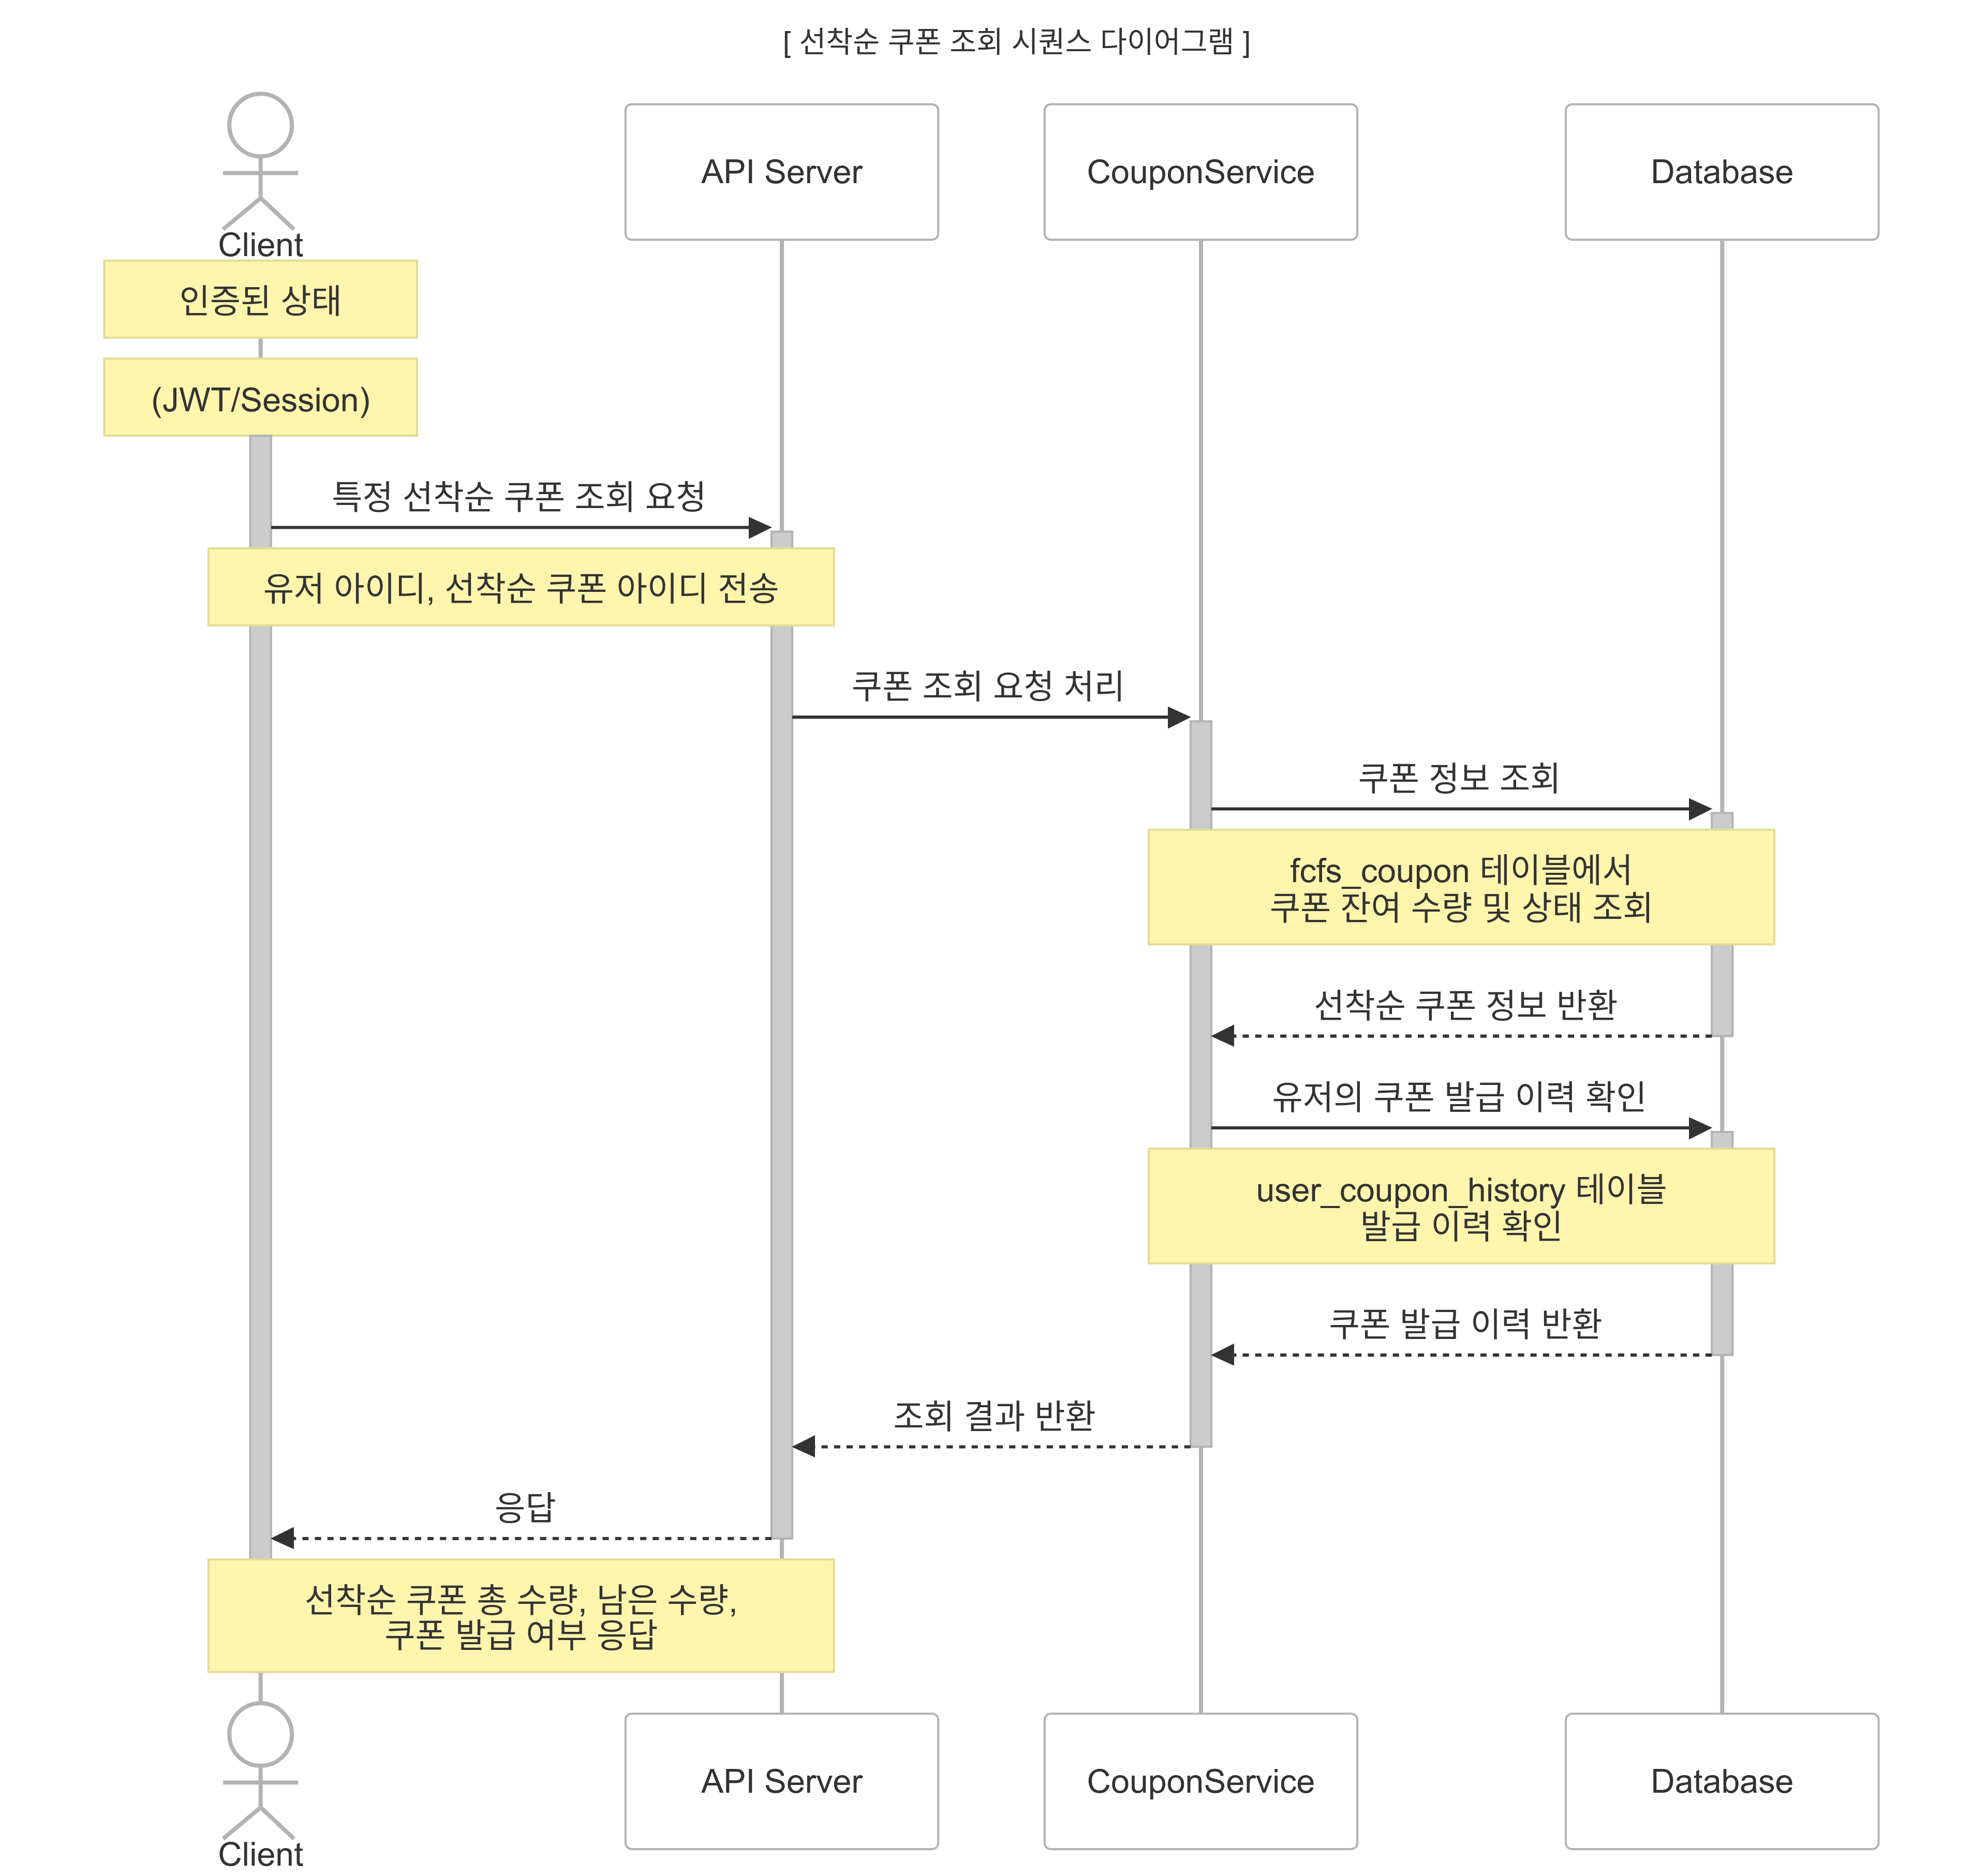 [ 선착순 쿠폰 조회 시퀀스 다이어그램 ]
Client
API Server
CouponService
Database
인증된 상태
(JWT/Session)
특정 선착순 쿠폰 조회 요청
유저 아이디, 선착순 쿠폰 아이디 전송
쿠폰 조회 요청 처리
쿠폰 정보 조회
fcfs_coupon 테이블에서
쿠폰 잔여 수량 및 상태 조회
선착순 쿠폰 정보 반환
유저의 쿠폰 발급 이력 확인
user_coupon_history 테이블
발급 이력 확인
쿠폰 발급 이력 반환
조회 결과 반환
응답
선착순 쿠폰 총 수량, 남은 수량,
쿠폰 발급 여부 응답
Client
API Server
CouponService
Database